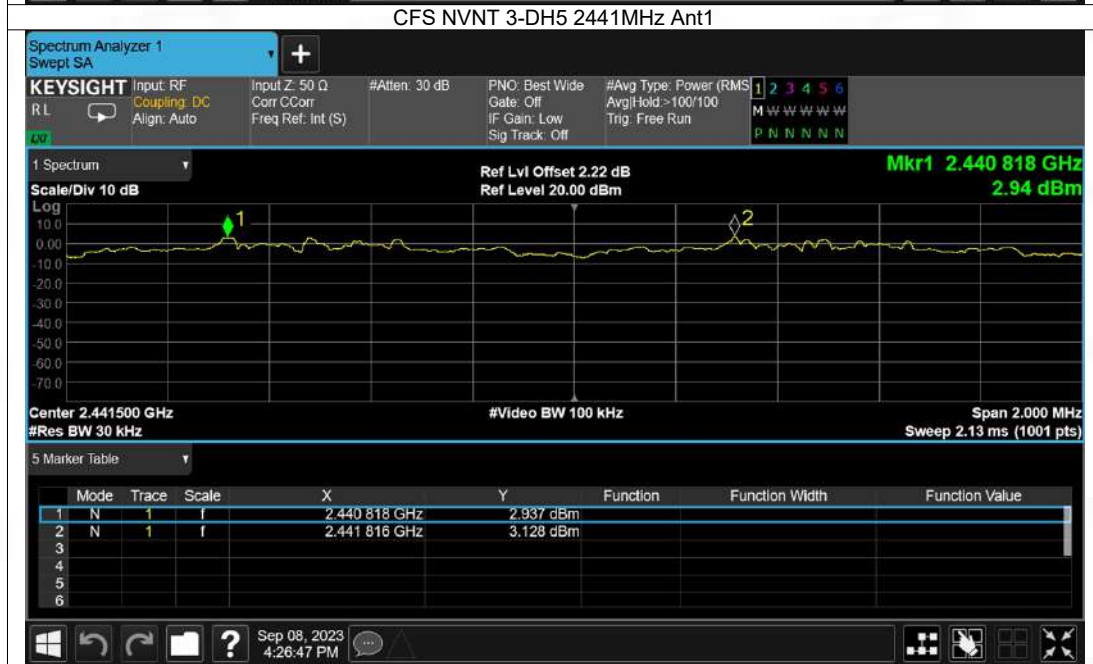 CFS NVNT 3-DH5 2441MHz Ant1
Spectrum Analyzer 1
Swept SA
+
KEYSIGHT Input: RF Input Z: 50 Ω #Atten: 30 dB PNO: Best Wide #Avg Type: Power (RMS 1 2 3 4 5 6
RL Coupling: DC Corr CCorr Gate: Off Avg|Hold:>100/100 M W W W W W
Align: Auto Freq Ref: Int (S) IF Gain: Low Trig: Free Run
LXI Sig Track: Off P N N N N N
1 Spectrum Ref Lvl Offset 2.22 dB Mkr1 2.440 818 GHz
Scale/Div 10 dB Ref Level 20.00 dBm 2.94 dBm
Log
10.0 1 2
0.00
-10.0
-20.0
-30.0
-40.0
-50.0
-60.0
-70.0
Center 2.441500 GHz #Video BW 100 kHz Span 2.000 MHz
#Res BW 30 kHz Sweep 2.13 ms (1001 pts)
5 Marker Table
Mode Trace Scale X Y Function Function Width Function Value
1 N 1 f 2.440 818 GHz 2.937 dBm
2 N 1 f 2.441 816 GHz 3.128 dBm
3
4
5
6
? Sep 08, 2023
4:26:47 PM